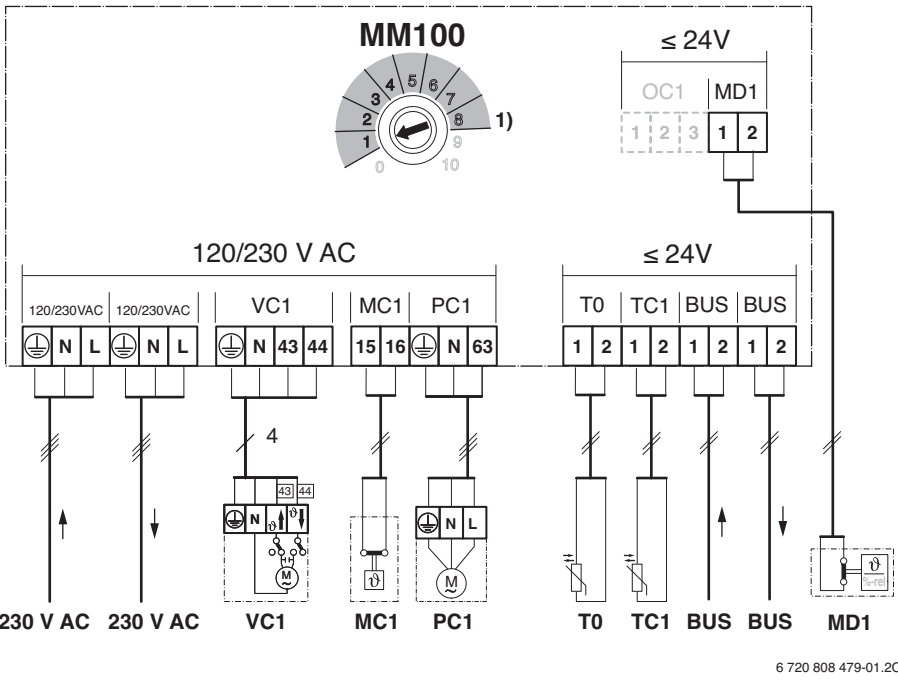 MM100
≤ 24V
OC1 MD1
1 2 3 1 2
0 1 2 3 4 5 6 7 8 9 10
1)
120/230 V AC
≤ 24V
120/230VAC 120/230VAC VC1 MC1 PC1 T0 TC1 BUS BUS
N L N L N 43 44 15 16 N 63 1 2 1 2 1 2 1 2
4
43 44
N ϑ ϑ
N L
M ~
ϑ
M ~
ϑ
%-rel
230 V AC 230 V AC VC1 MC1 PC1 T0 TC1 BUS BUS MD1
6 720 808 479-01.2O